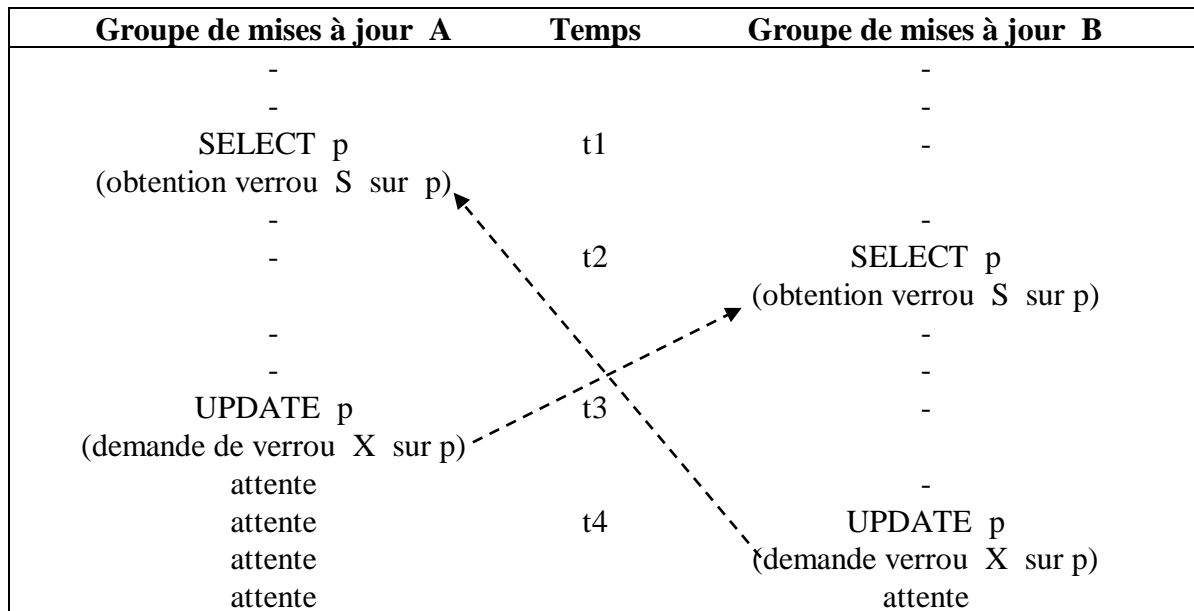 Groupe de mises à jour A Temps Groupe de mises à jour B
- -
- -
SELECT p t1 -
(obtention verrou S sur p)
- -
- t2 SELECT p
(obtention verrou S sur p)
- -
- -
UPDATE p t3 -
(demande de verrou X sur p)
attente -
attente t4 UPDATE p
attente (demande verrou X sur p)
attente attente